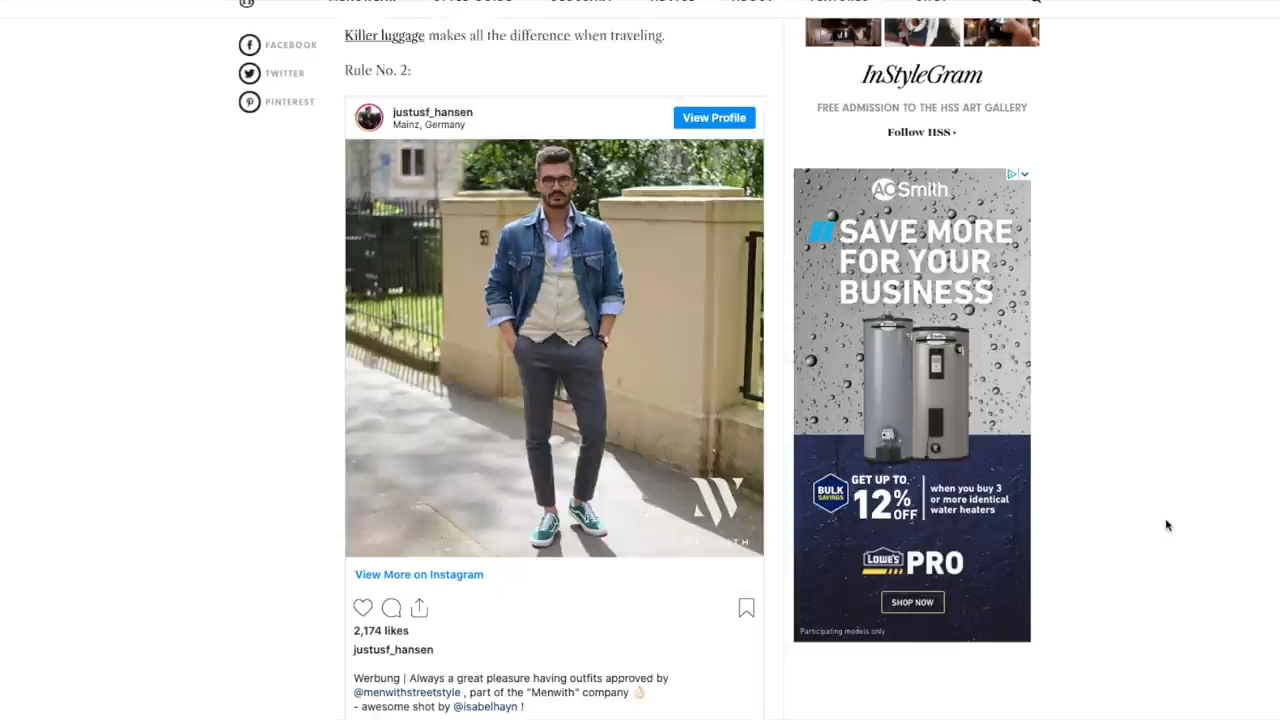 FACEBOOK
TWITTER
PINTEREST
Killer luggage makes all the difference when traveling.
Rule No. 2:
justusf_hansen
Mainz, Germany
View Profile
View More on Instagram
2,174 likes
justusf_hansen
Werbung | Always a great pleasure having outfits approved by
@menwithstreetstyle , part of the "Menwith" company 👌🏻
- awesome shot by @isabelhayn !
InStyleGram
FREE ADMISSION TO THE HSS ART GALLERY
Follow HSS
AO Smith
SAVE MORE
FOR YOUR
BUSINESS
BULK
SAVINGS
GET UP TO
12% OFF
when you buy 3
or more identical
water heaters
LOWE'S PRO
SHOP NOW
Participating models only